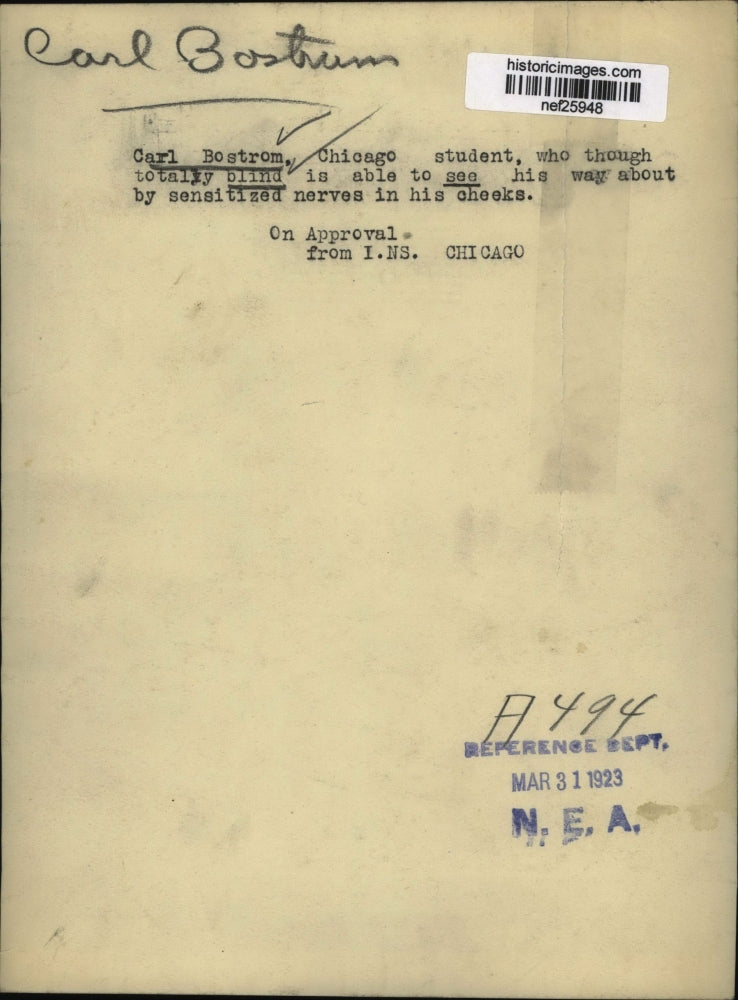 Carl Bostrum
historicimages.com
nef25948
Carl Bostrom, Chicago student, who though
totally blind is able to see his way about
by sensitized nerves in his cheeks.
On Approval
from I.NS. CHICAGO
A494
REFERENCE DEPT.
MAR 31 1923
N. E. A.